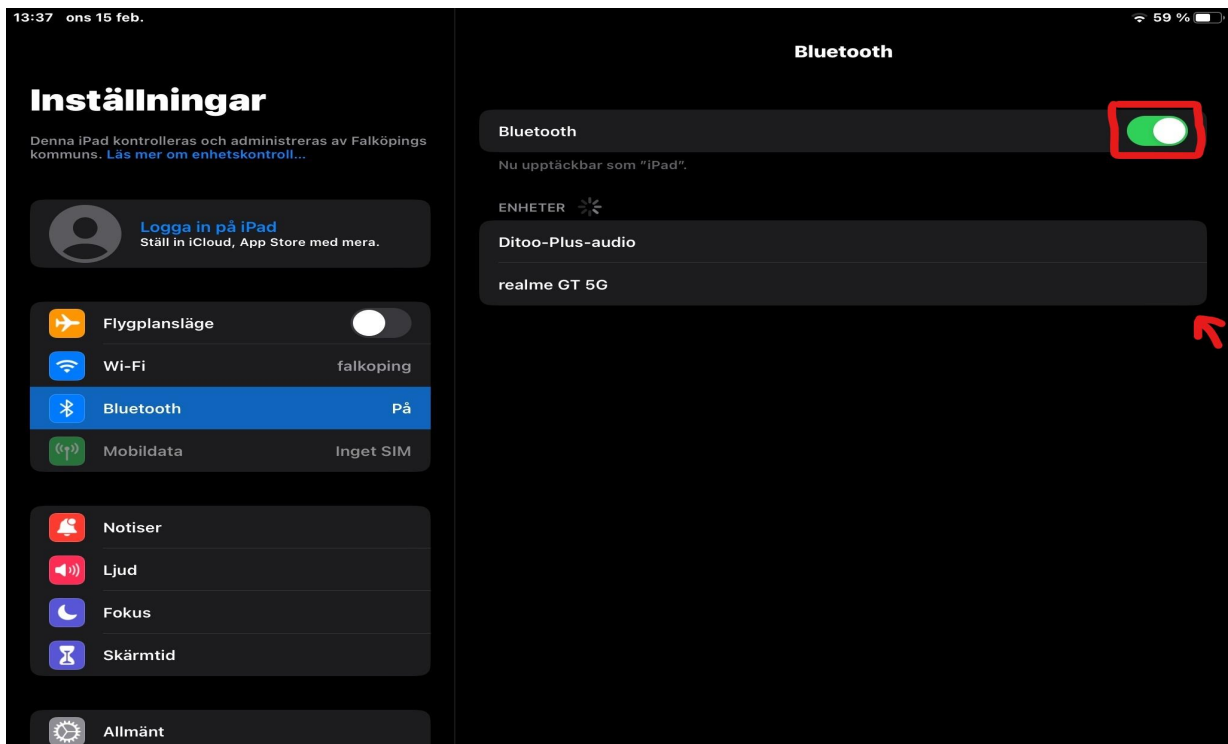 13:37 ons 15 feb.
59 %
Inställningar
Denna iPad kontrolleras och administreras av Falköpings
kommuns. Läs mer om enhetskontroll...
Logga in på iPad
Ställ in iCloud, App Store med mera.
Flygplansläge
Wi-Fi falkoping
Bluetooth På
Mobildata Inget SIM
Notiser
Ljud
Fokus
Skärmtid
Allmänt
Bluetooth
Bluetooth
Nu upptäckbar som "iPad".
ENHETER
Ditoo-Plus-audio
realme GT 5G